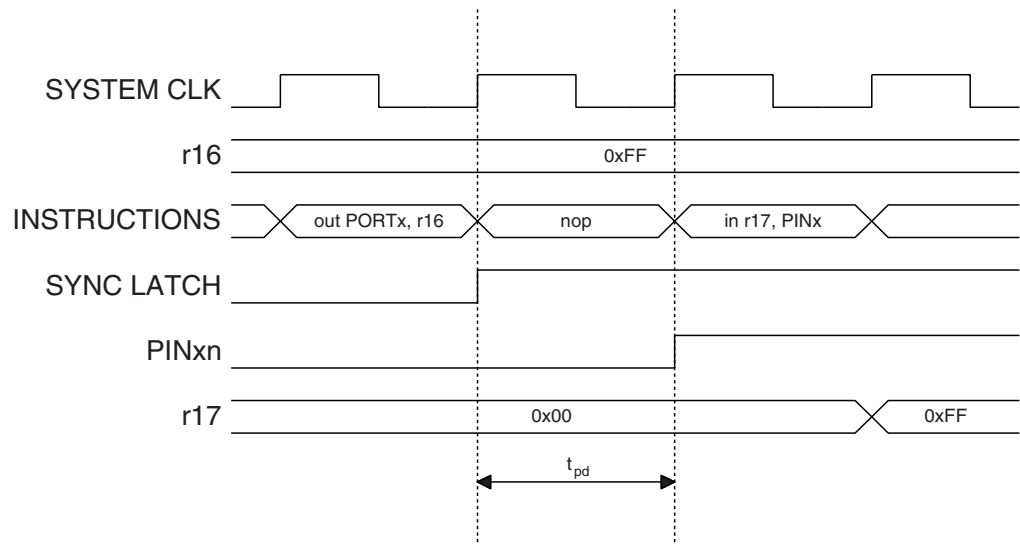 SYSTEM CLK
r16 0xFF
INSTRUCTIONS out PORTx, r16 nop in r17, PINx
SYNC LATCH
PINxn
r17 0x00 0xFF
tpd